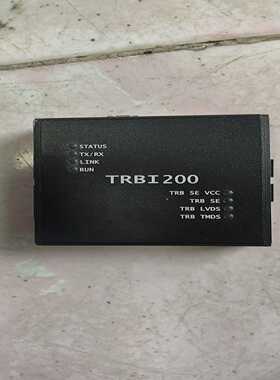 STATUS
TX/RX
LINK
RUN
TRBI200
TRB SE VCC
TRB SE
TRB LVDS
TRB TMDS